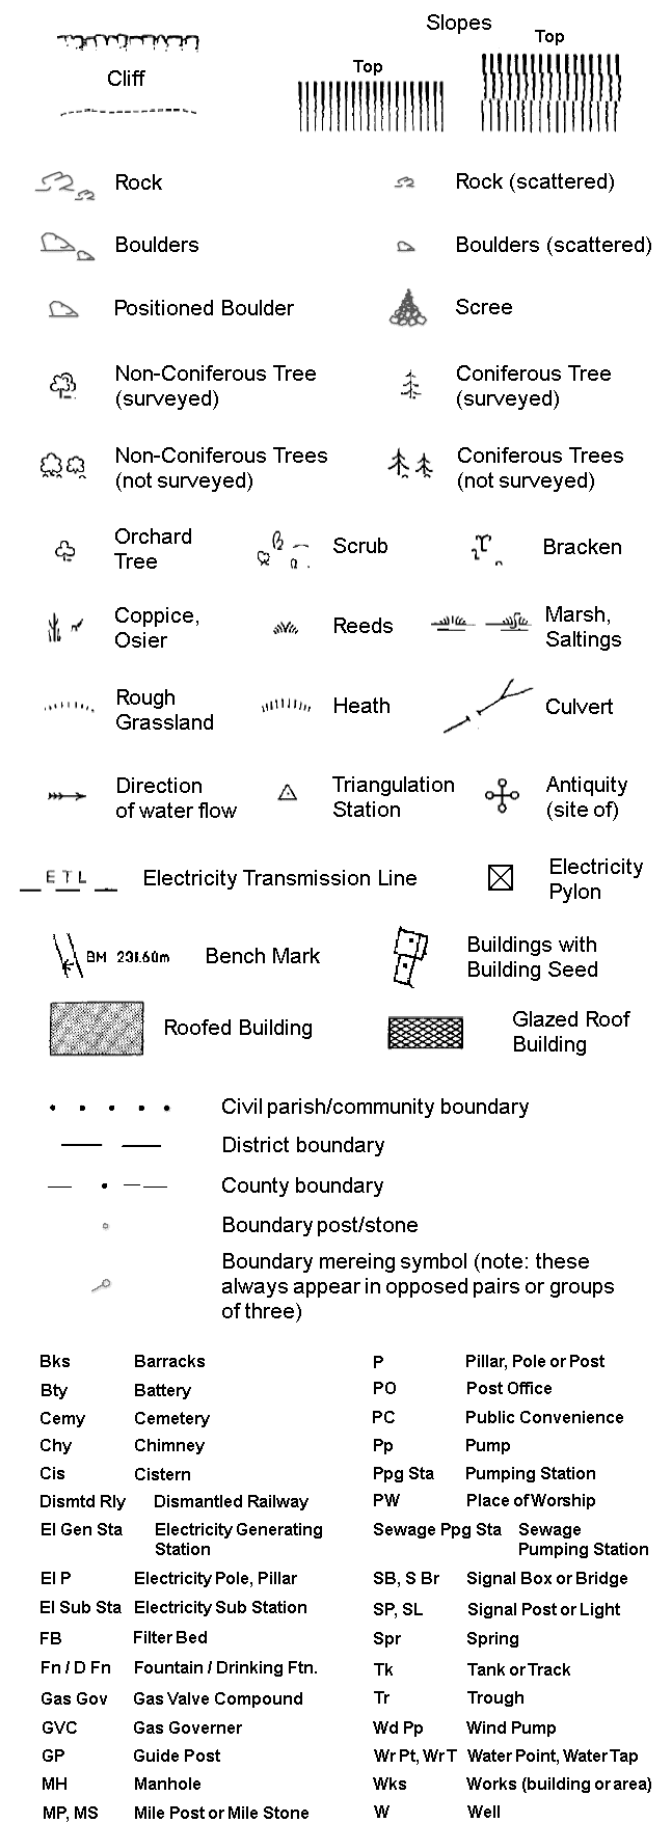 Slopes
Top
Top
Cliff
Rock
Rock (scattered)
Boulders
Boulders (scattered)
Positioned Boulder
Scree
Non-Coniferous Tree
(surveyed)
Coniferous Tree
(surveyed)
Non-Coniferous Trees
(not surveyed)
Coniferous Trees
(not surveyed)
Orchard
Tree
Scrub
Bracken
Coppice,
Osier
Reeds
Marsh,
Saltings
Rough
Grassland
Heath
Culvert
Direction
of water flow
Triangulation
Station
Antiquity
(site of)
E T L
Electricity Transmission Line
Electricity
Pylon
BM 231.60m
Bench Mark
Buildings with
Building Seed
Roofed Building
Glazed Roof
Building
Civil parish/community boundary
District boundary
County boundary
Boundary post/stone
Boundary mereing symbol (note: these
always appear in opposed pairs or groups
of three)
Bks Barracks
P Pillar, Pole or Post
Bty Battery
PO Post Office
Cemy Cemetery
PC Public Convenience
Chy Chimney
Pp Pump
Cis Cistern
Ppg Sta Pumping Station
Dismtd Rly Dismantled Railway
PW Place of Worship
El Gen Sta Electricity Generating
Station
Sewage Ppg Sta Sewage
Pumping Station
El P Electricity Pole, Pillar
SB, S Br Signal Box or Bridge
El Sub Sta Electricity Sub Station
SP, SL Signal Post or Light
FB Filter Bed
Spr Spring
Fn / D Fn Fountain / Drinking Ftn.
Tk Tank or Track
Gas Gov Gas Valve Compound
Tr Trough
GVC Gas Governer
Wd Pp Wind Pump
GP Guide Post
Wr Pt, Wr T Water Point, Water Tap
MH Manhole
Wks Works (building or area)
MP, MS Mile Post or Mile Stone
W Well